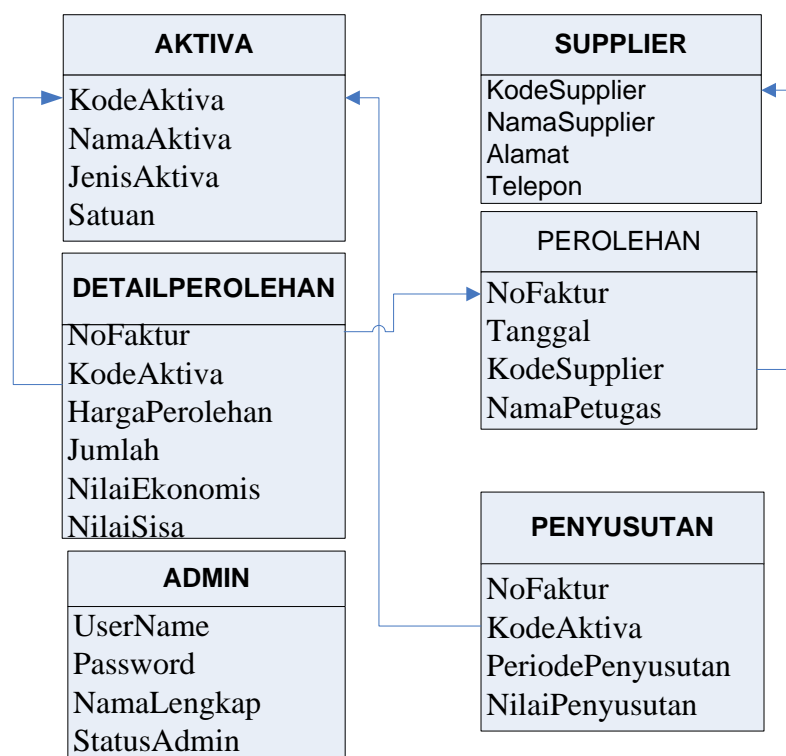 AKTIVA
KodeAktiva
NamaAktiva
JenisAktiva
Satuan
SUPPLIER
KodeSupplier
NamaSupplier
Alamat
Telepon
DETAILPEROLEHAN
NoFaktur
KodeAktiva
HargaPerolehan
Jumlah
NilaiEkonomis
NilaiSisa
PEROLEHAN
NoFaktur
Tanggal
KodeSupplier
NamaPetugas
ADMIN
UserName
Password
NamaLengkap
StatusAdmin
PENYUSUTAN
NoFaktur
KodeAktiva
PeriodePenyusutan
NilaiPenyusutan